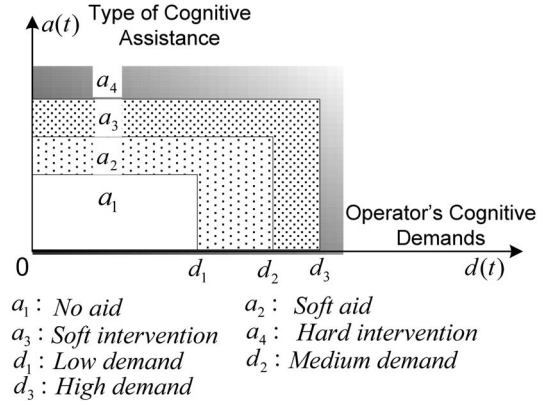 a(t)
Type of Cognitive
Assistance
a₄
a₃
a₂
a₁
Operator's Cognitive
Demands
0
d₁
d₂
d₃
d(t)
a₁ : No aid
a₂ : Soft aid
a₃ : Soft intervention
a₄ : Hard intervention
d₁ : Low demand
d₂ : Medium demand
d₃ : High demand